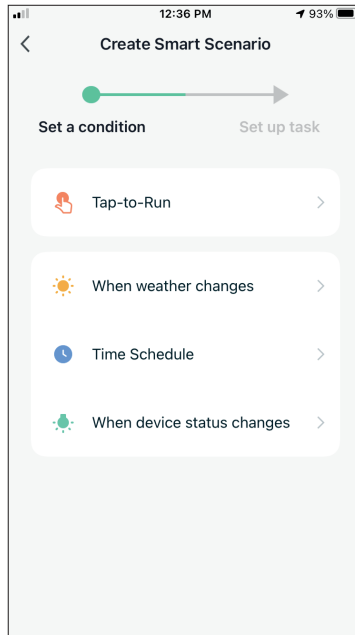 12:36 PM
93%
Create Smart Scenario
Set a condition
Set up task
Tap-to-Run
When weather changes
Time Schedule
When device status changes